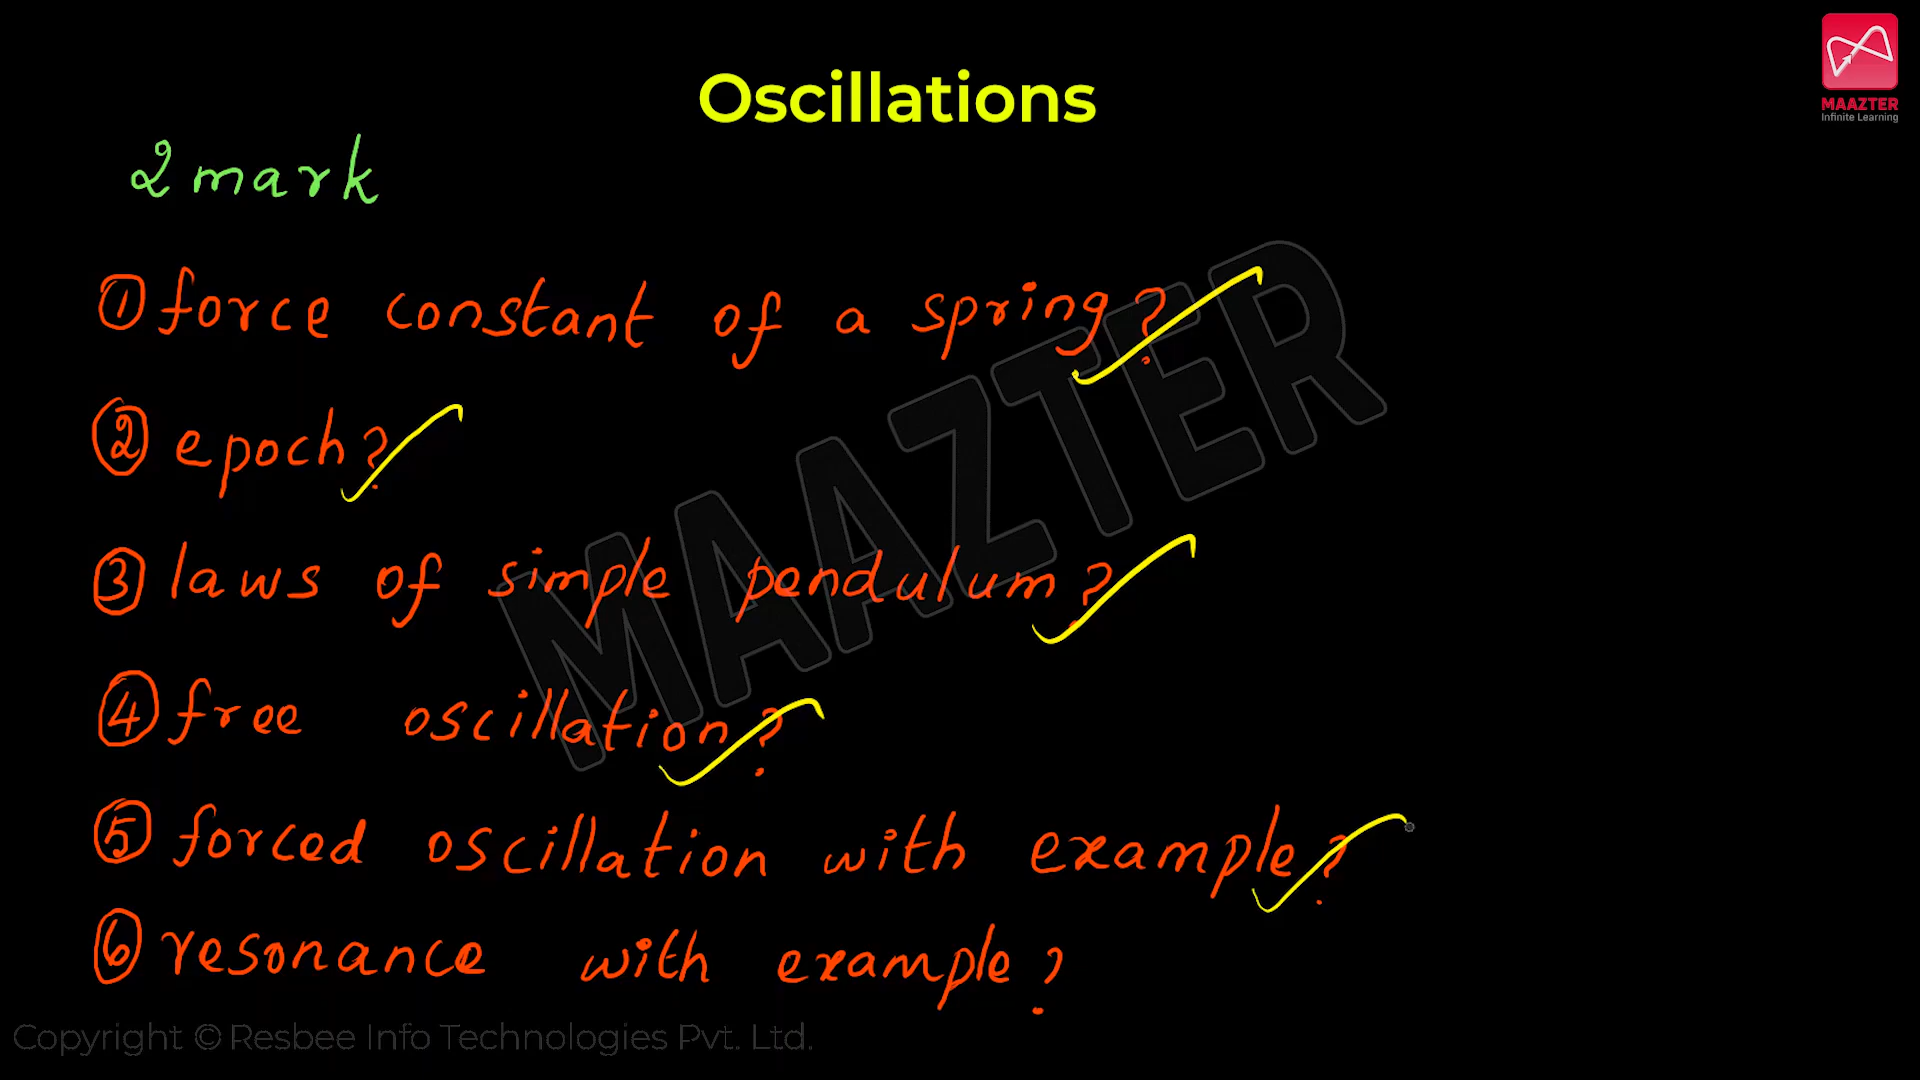 Oscillations
MAAZTER
Infinite Learning
2 mark
① force constant of a spring?
② epoch?
③ laws of simple pendulum?
④ free oscillation?
⑤ forced oscillation with example?
⑥ resonance with example?
MAAZTER
Copyright © Resbee Info Technologies Pvt. Ltd.